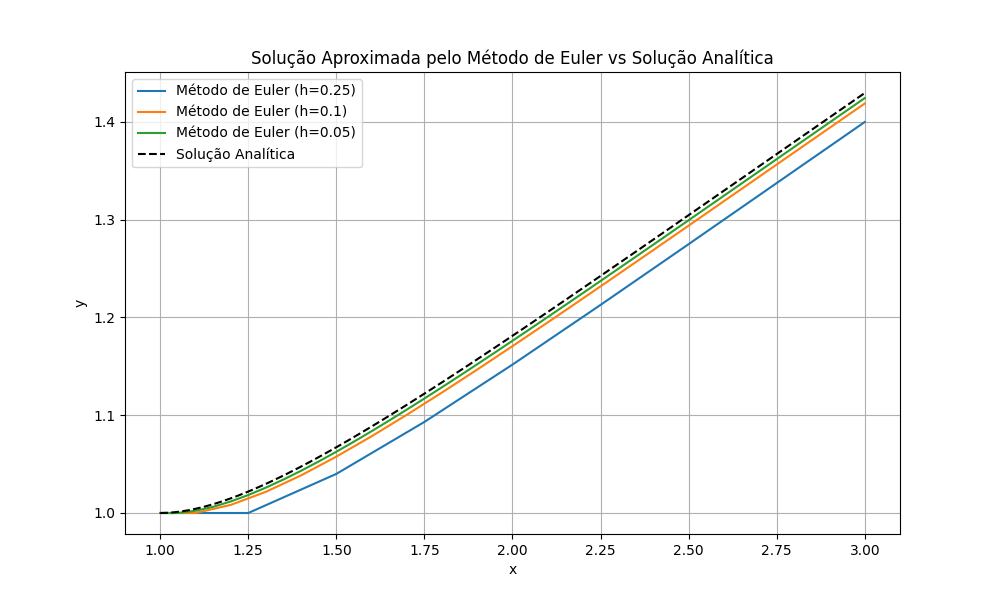 Solução Aproximada pelo Método de Euler vs Solução Analítica
Método de Euler (h=0.25)
Método de Euler (h=0.1)
Método de Euler (h=0.05)
Solução Analítica
1.4
1.3
1.2
1.1
1.0
y
1.00 1.25 1.50 1.75 2.00 2.25 2.50 2.75 3.00
x